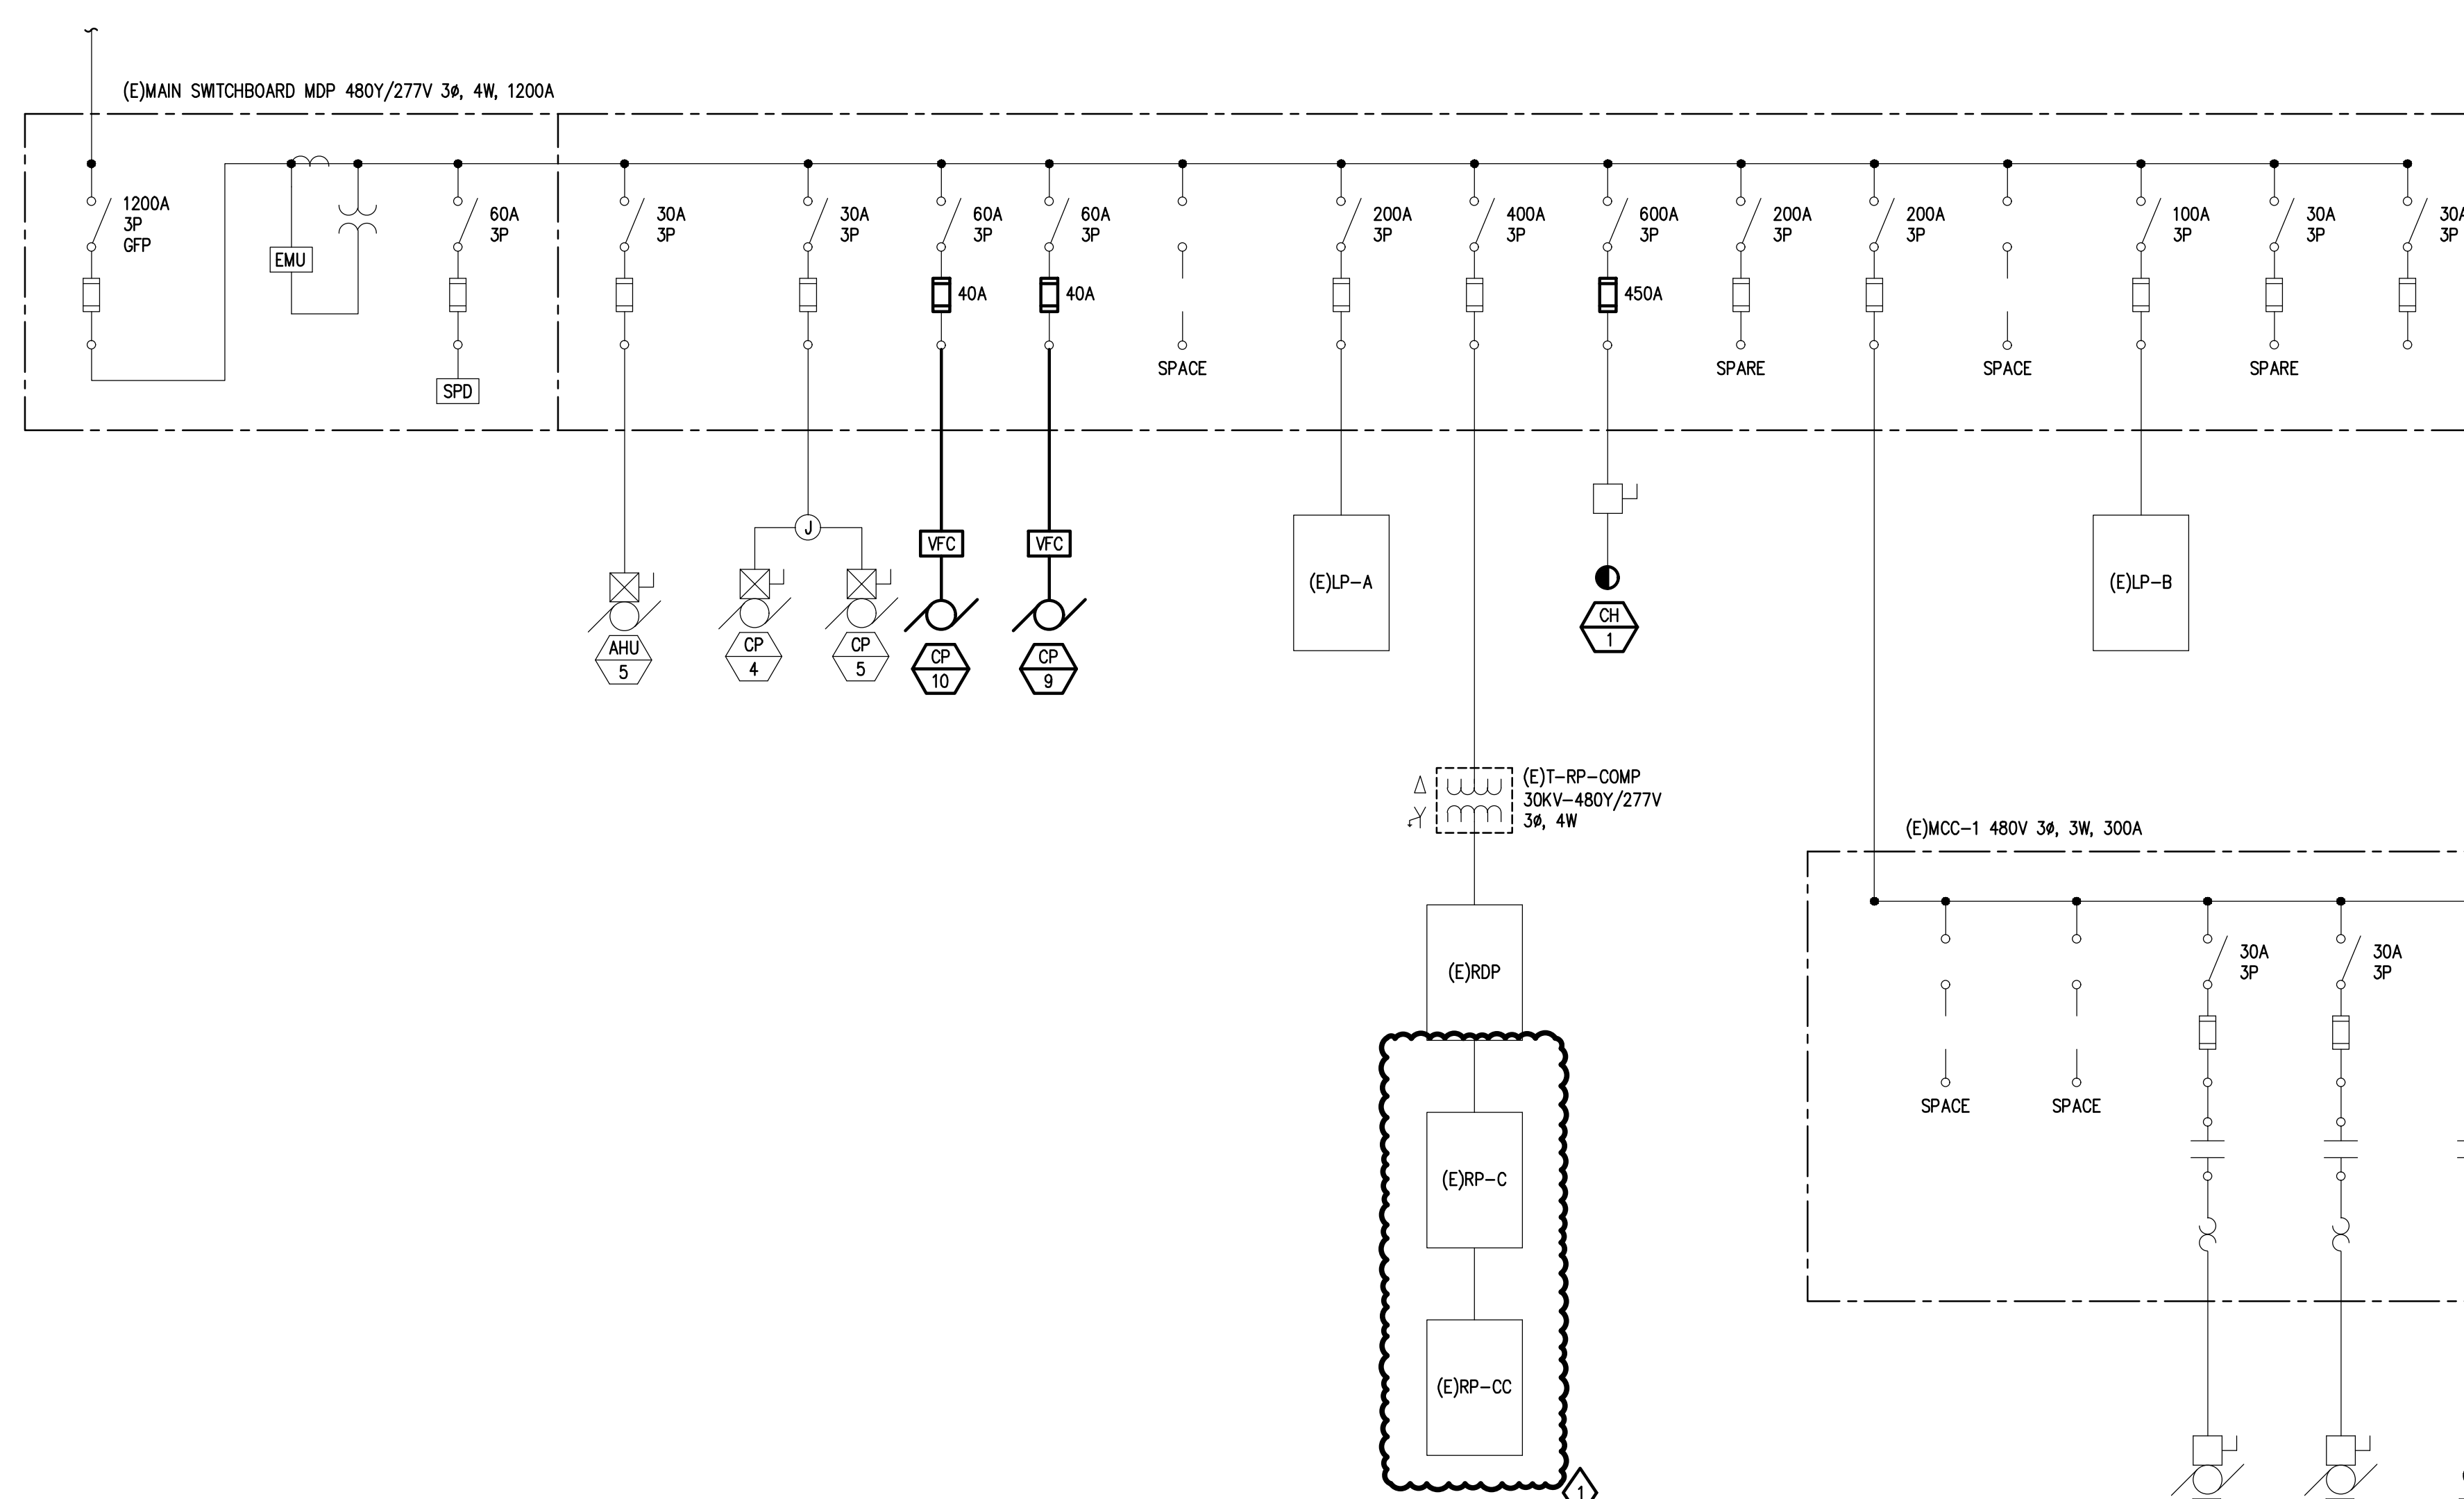 (E)MAIN SWITCHBOARD MDP 480Y/277V 3ø, 4W, 1200A
1200A
3P
GFP
EMU
60A
3P
SPD
30A
3P
30A
3P
60A
3P
40A
60A
3P
40A
SPACE
200A
3P
400A
3P
600A
3P
450A
200A
3P
SPARE
200A
3P
SPACE
100A
3P
30A
3P
SPARE
30A
3P
J
VFC
VFC
AHU
5
CP
4
CP
5
CP
10
CP
9
(E)LP-A
CH
1
(E)LP-B
(E)T-RP-COMP
30KV-480Y/277V
3ø, 4W
(E)MCC-1 480V 3ø, 3W, 300A
(E)RDP
SPACE
SPACE
30A
3P
30A
3P
(E)RP-C
(E)RP-CC
1